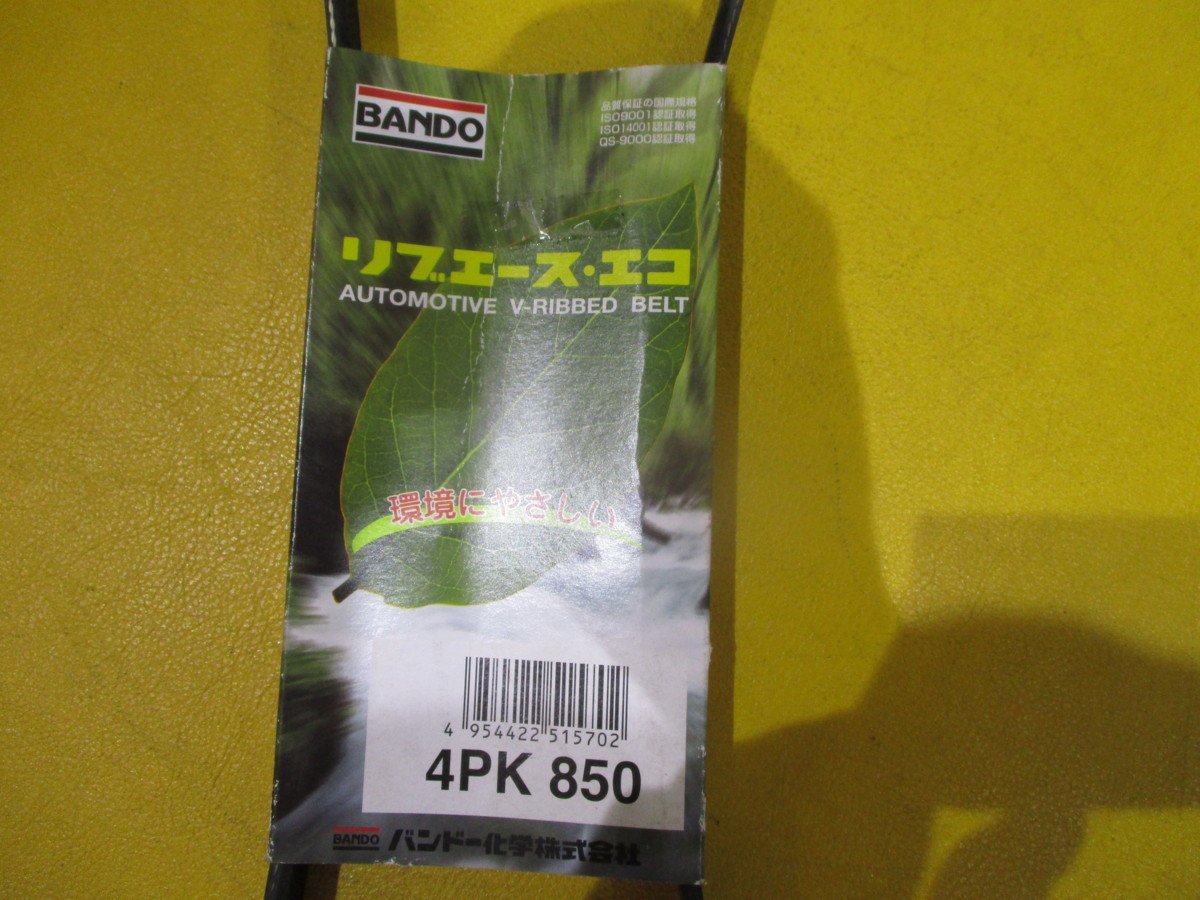 BANDO
品質保証の国際規格
ISO9001認証取得
ISO14001認証取得
QS-9000認証取得
リブエース・エコ
AUTOMOTIVE V-RIBBED BELT
環境にやさしい
4 954422 515702
4PK 850
BANDO バンドー化学株式会社